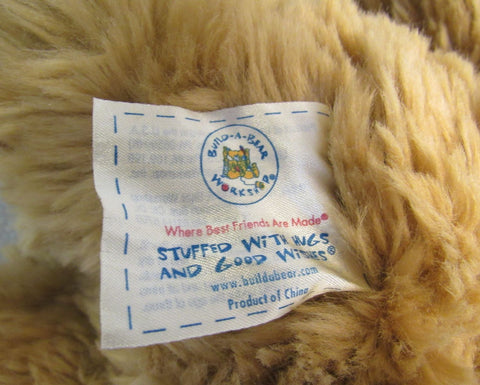 BUILD-A-BEAR
WORKSHOP®
Where Best Friends Are Made®
STUFFED WITH HUGS
AND GOOD WISHES®
www.buildabear.com
Product of China